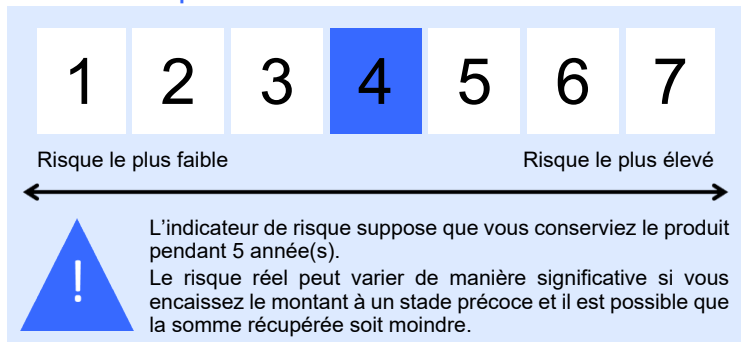 1 2 3 4 5 6 7
Risque le plus faible Risque le plus élevé
L'indicateur de risque suppose que vous conserviez le produit
pendant 5 année(s).
Le risque réel peut varier de manière significative si vous
encaissez le montant à un stade précoce et il est possible que
la somme récupérée soit moindre.
!